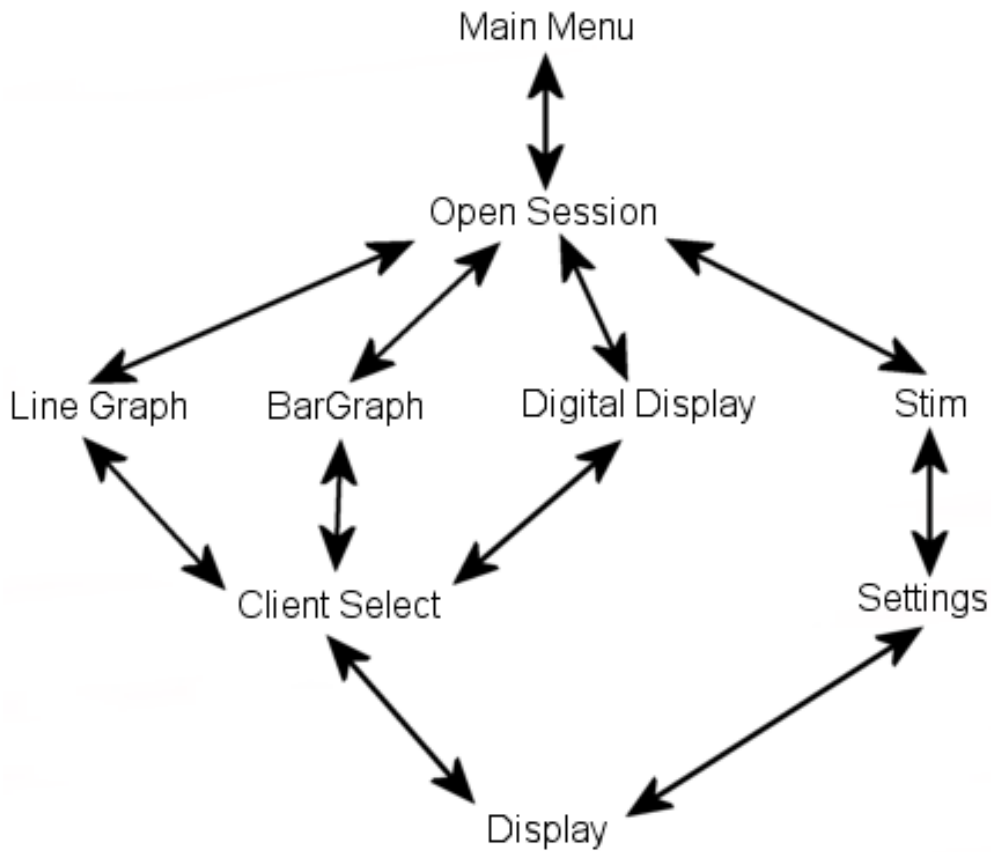 Main Menu
Open Session
Line Graph
BarGraph
Digital Display
Stim
Client Select
Settings
Display